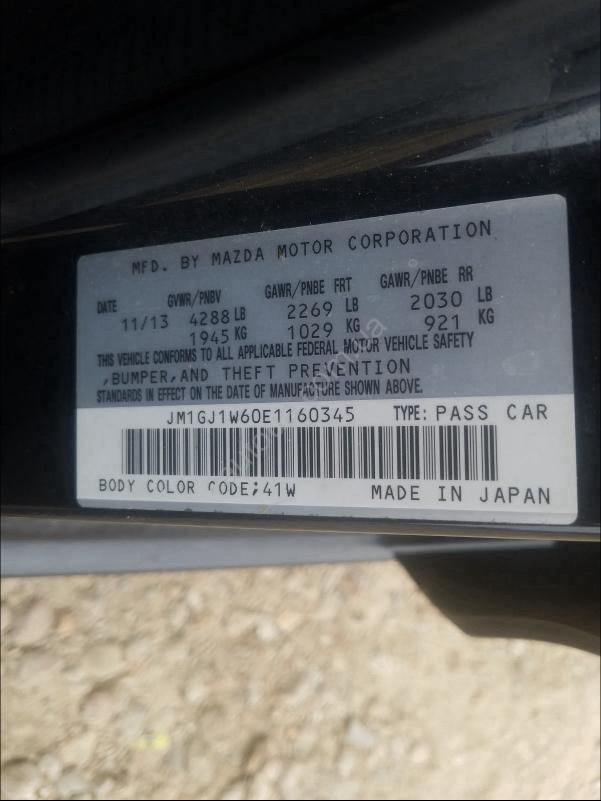 MFD. BY MAZDA MOTOR CORPORATION
DATE GVWR/PNBV GAWR/PNBE FRT GAWR/PNBE RR
11/13 4288 LB 2269 LB 2030 LB
1945 KG 1029 KG 921 KG
THIS VEHICLE CONFORMS TO ALL APPLICABLE FEDERAL MOTOR VEHICLE SAFETY
,BUMPER,AND THEFT PREVENTION
STANDARDS IN EFFECT ON THE DATE OF MANUFACTURE SHOWN ABOVE.
JM1GJ1W60E1160345 TYPE: PASS CAR
BODY COLOR CODE;41W MADE IN JAPAN